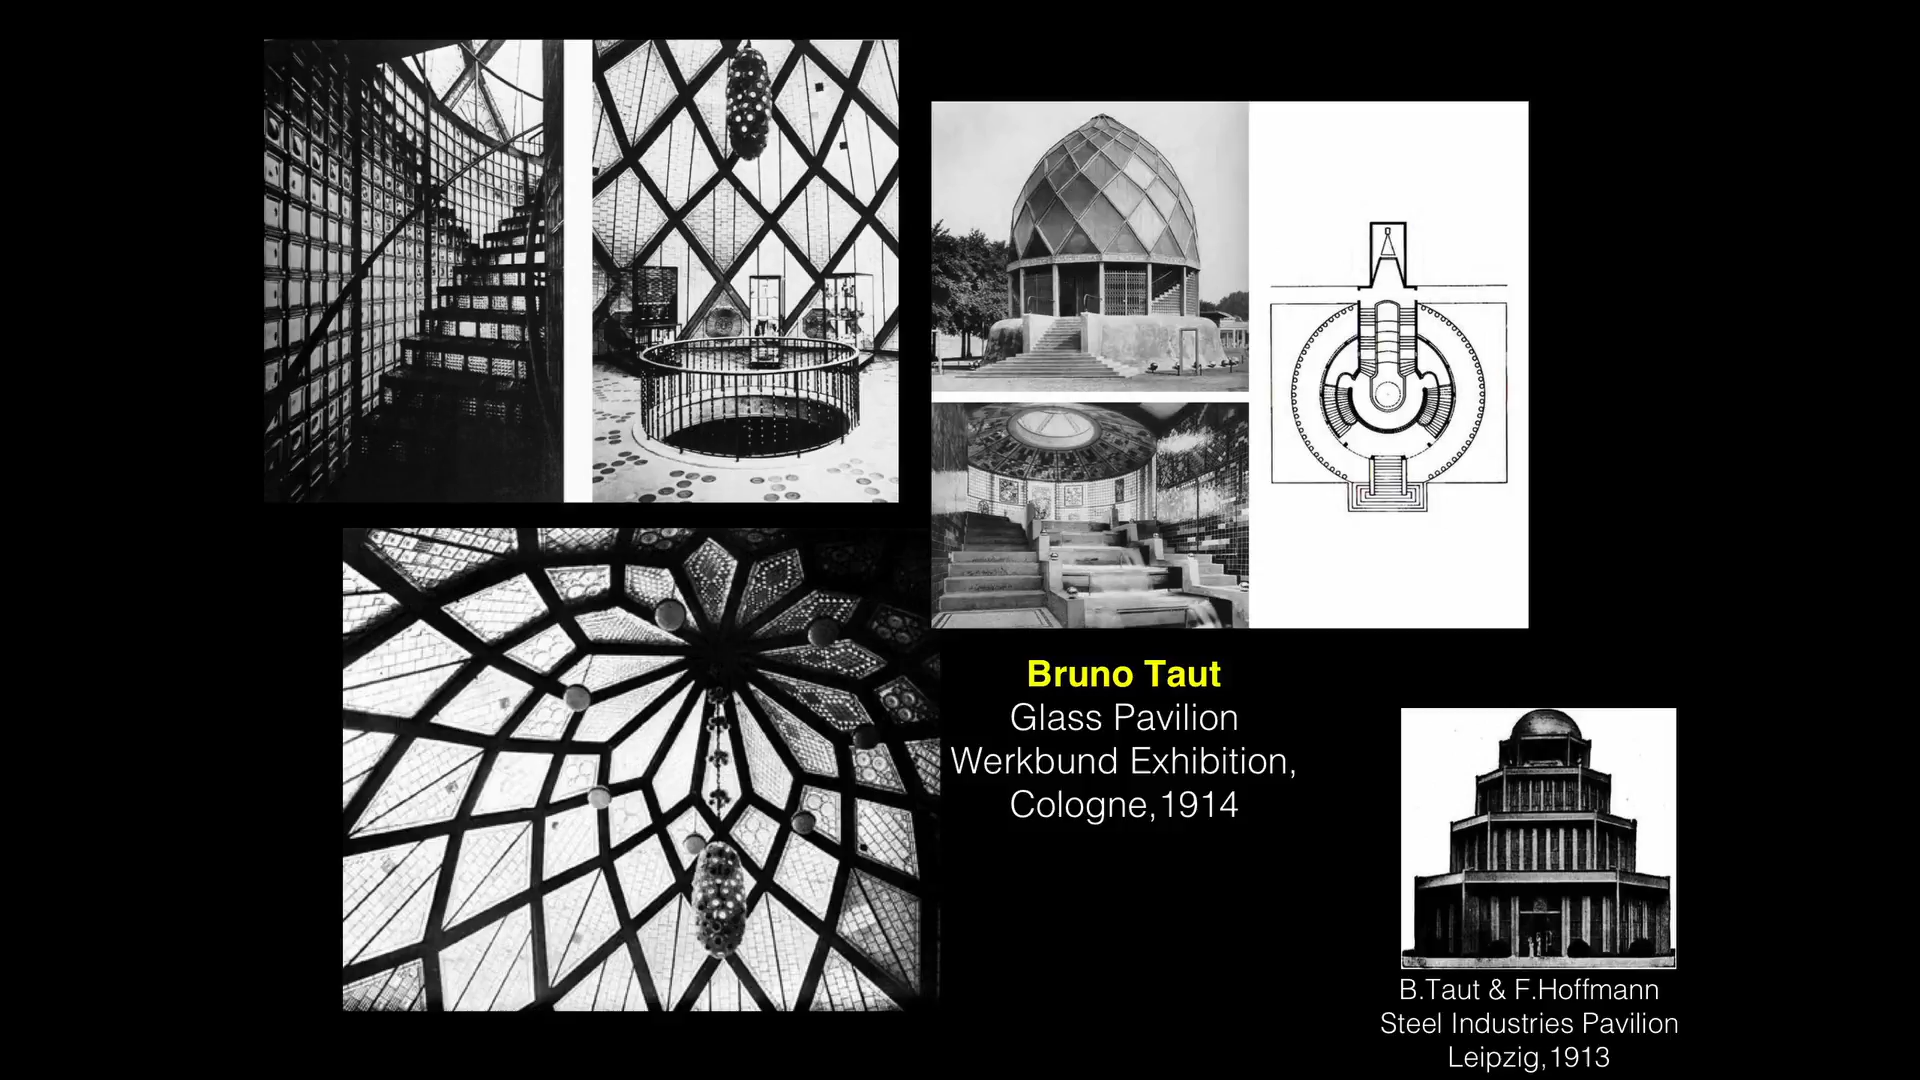 Bruno Taut
Glass Pavilion
Werkbund Exhibition,
Cologne,1914
B.Taut & F.Hoffmann
Steel Industries Pavilion
Leipzig,1913